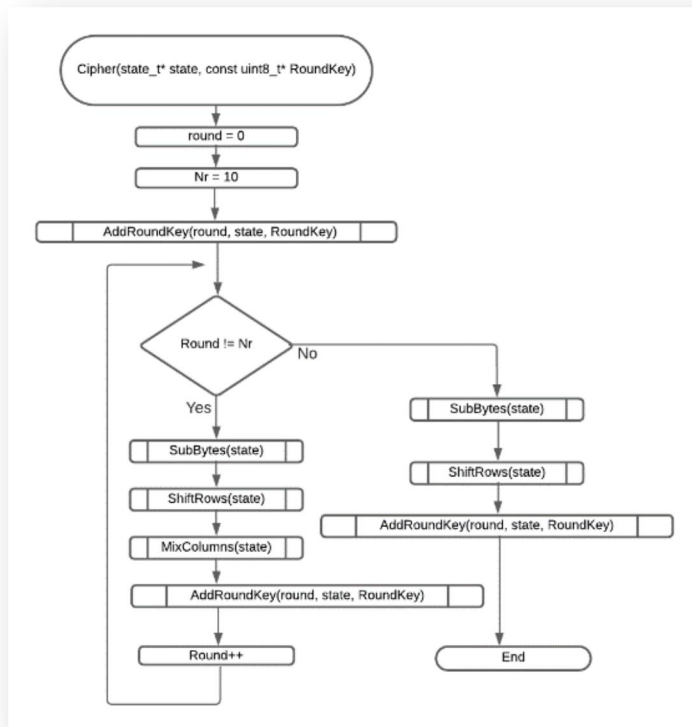 Cipher(state_t* state, const uint8_t* RoundKey)
round = 0
Nr = 10
AddRoundKey(round, state, RoundKey)
Round != Nr
No
Yes
SubBytes(state)
ShiftRows(state)
MixColumns(state)
AddRoundKey(round, state, RoundKey)
Round++
SubBytes(state)
ShiftRows(state)
AddRoundKey(round, state, RoundKey)
End